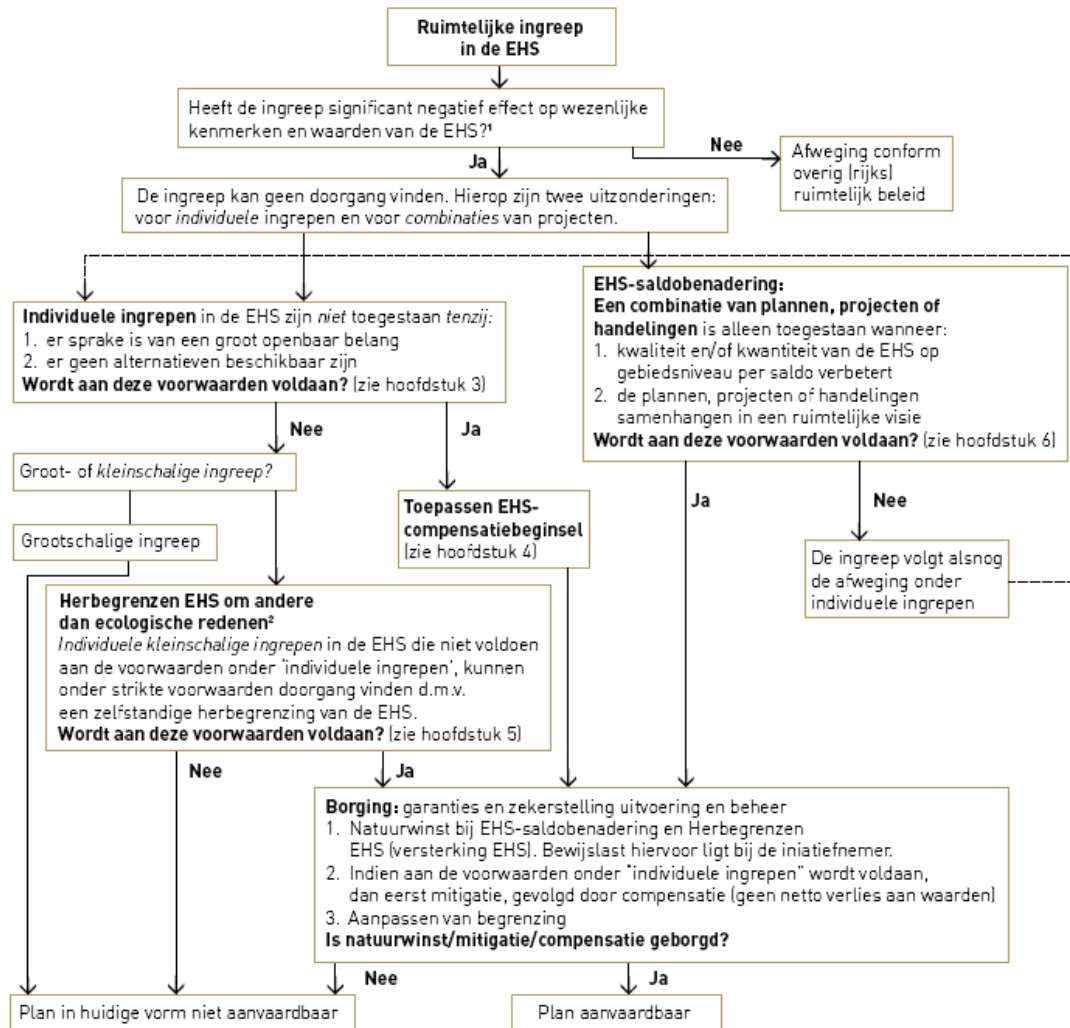 Ruimtelijke ingreep
in de EHS
Heeft de ingreep significant negatief effect op wezenlijke
kenmerken en waarden van de EHS?¹
Nee
Ja
Afweging conform
overig (rijks)
ruimtelijk beleid
De ingreep kan geen doorgang vinden. Hierop zijn twee uitzonderingen:
voor individuele ingrepen en voor combinaties van projecten.
Individuele ingrepen in de EHS zijn niet toegestaan tenzij:
1. er sprake is van een groot openbaar belang
2. er geen alternatieven beschikbaar zijn
Wordt aan deze voorwaarden voldaan? (zie hoofdstuk 3)
EHS-saldobenadering:
Een combinatie van plannen, projecten of
handelingen is alleen toegestaan wanneer:
1. kwaliteit en/of kwantiteit van de EHS op
gebiedsniveau per saldo verbetert
2. de plannen, projecten of handelingen
samenhangen in een ruimtelijke visie
Wordt aan deze voorwaarden voldaan? (zie hoofdstuk 6)
Nee
Ja
Groot- of kleinschalige ingreep?
Grootschalige ingreep
Toepassen EHS-
compensatiebeginsel
(zie hoofdstuk 4)
Ja
Nee
De ingreep volgt alsnog
de afweging onder
individuele ingrepen
Herbegrenzen EHS om andere
dan ecologische redenen²
Individuele kleinschalige ingrepen in de EHS die niet voldoen
aan de voorwaarden onder 'individuele ingrepen', kunnen
onder strikte voorwaarden doorgang vinden d.m.v.
een zelfstandige herbegrenzing van de EHS.
Wordt aan deze voorwaarden voldaan? (zie hoofdstuk 5)
Nee
Ja
Borging: garanties en zekerstelling uitvoering en beheer
1. Natuurwinst bij EHS-saldobenadering en Herbegrenzen
EHS (versterking EHS). Bewijslast hiervoor ligt bij de iniatiefnemer.
2. Indien aan de voorwaarden onder "individuele ingrepen" wordt voldaan,
dan eerst mitigatie, gevolgd door compensatie (geen netto verlies aan waarden)
3. Aanpassen van begrenzing
Is natuurwinst/mitigatie/compensatie geborgd?
Nee
Ja
Plan in huidige vorm niet aanvaardbaar
Plan aanvaardbaar